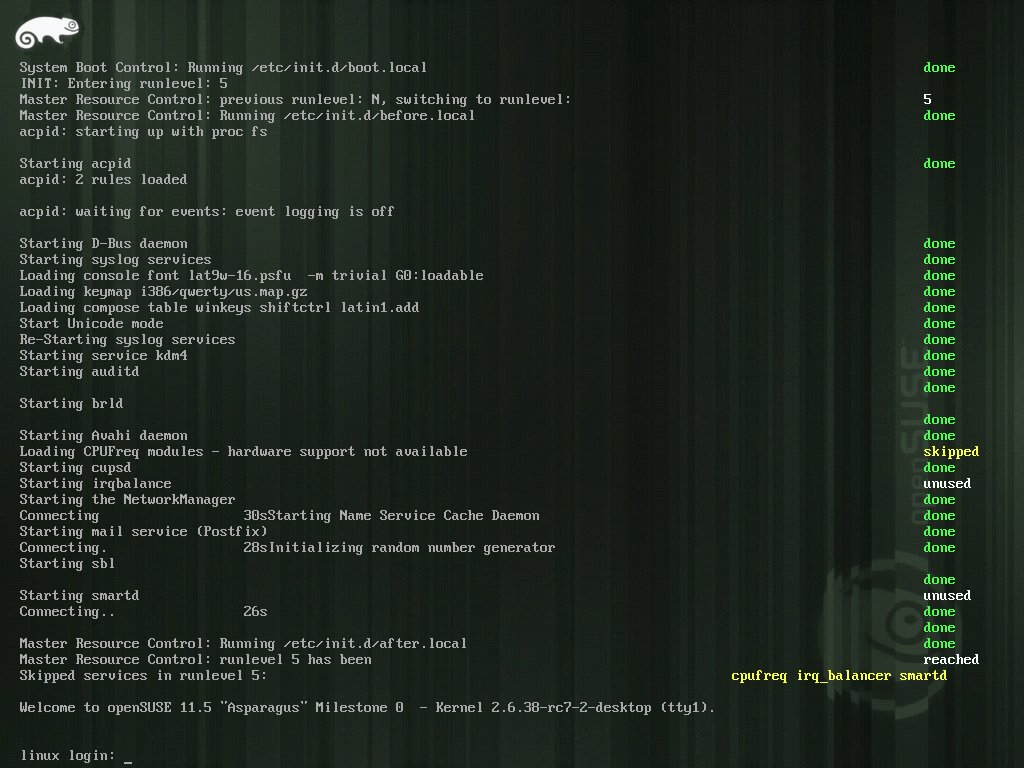 System Boot Control: Running /etc/init.d/boot.local done
INIT: Entering runlevel: 5
Master Resource Control: previous runlevel: N, switching to runlevel: 5
Master Resource Control: Running /etc/init.d/before.local done
acpid: starting up with proc fs
Starting acpid done
acpid: 2 rules loaded
acpid: waiting for events: event logging is off
Starting D-Bus daemon done
Starting syslog services done
Loading console font lat9w-16.psfu  -m trivial G0:loadable done
Loading keymap i386/qwerty/us.map.gz done
Loading compose table winkeys shiftctrl latin1.add done
Start Unicode mode done
Re-Starting syslog services done
Starting service kdm4 done
Starting auditd done
done
Starting brld
done
Starting Avahi daemon done
Loading CPUFreq modules - hardware support not available skipped
Starting cupsd done
Starting irqbalance unused
Starting the NetworkManager done
Connecting 30sStarting Name Service Cache Daemon done
Starting mail service (Postfix) done
Connecting. 28sInitializing random number generator done
Starting sbl
done
Starting smartd unused
Connecting.. 26s done
done
Master Resource Control: Running /etc/init.d/after.local done
Master Resource Control: runlevel 5 has been reached
Skipped services in runlevel 5: cpufreq irq_balancer smartd
Welcome to openSUSE 11.5 "Asparagus" Milestone 0  - Kernel 2.6.38-rc7-2-desktop (tty1).
linux login: _
openSUSE